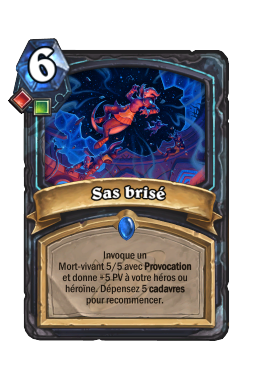 6
Sas brisé
Invoque un
Mort-vivant 5/5 avec Provocation
et donne +5 PV à votre héros ou
héroïne. Dépensez 5 cadavres
pour recommencer.